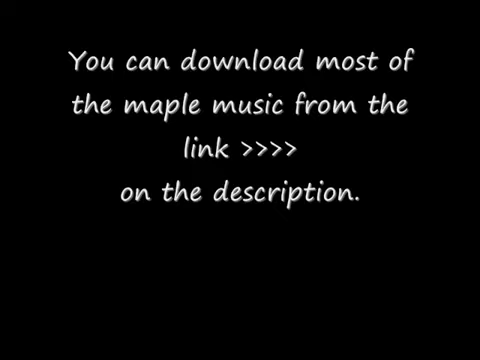 You can download most of
the maple music from the
link >>>>
on the description.